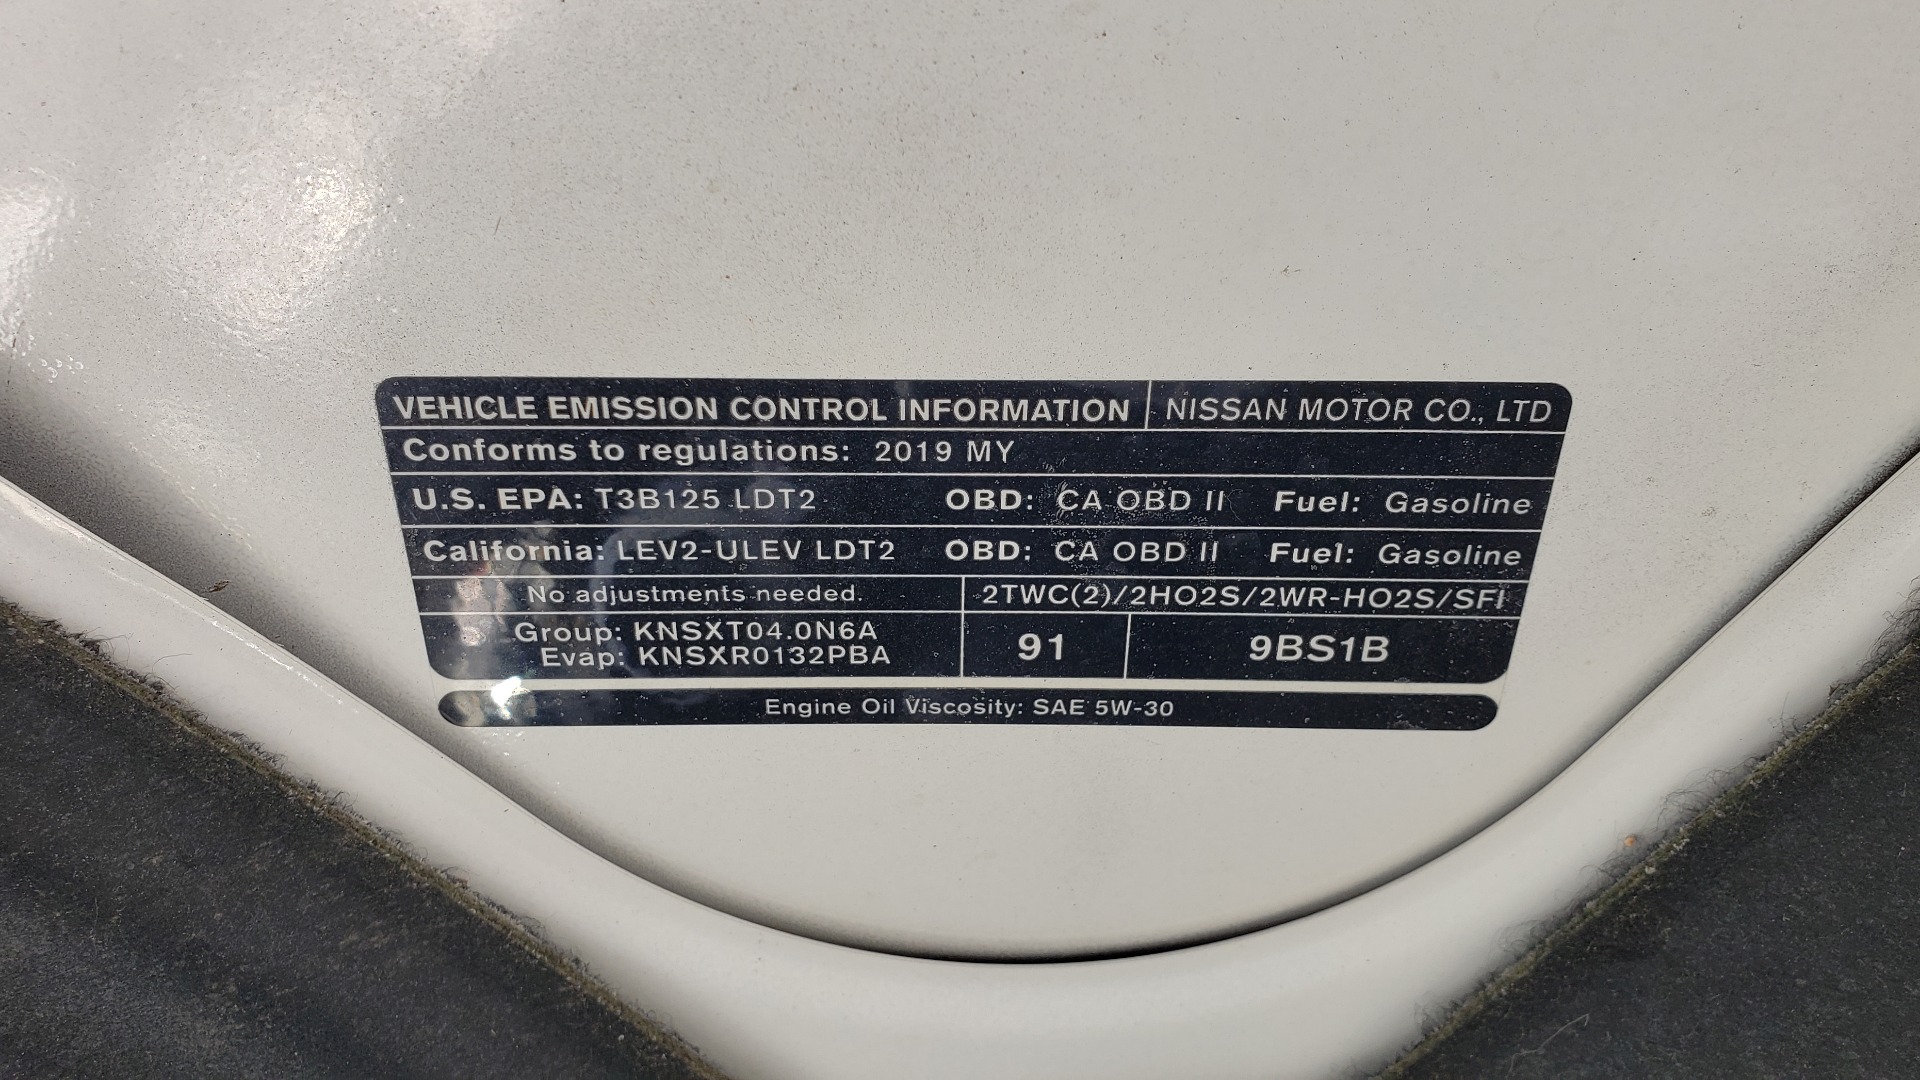 VEHICLE EMISSION CONTROL INFORMATION NISSAN MOTOR CO., LTD
Conforms to regulations: 2019 MY
U.S. EPA: T3B125 LDT2 OBD: CA OBD II Fuel: Gasoline
California: LEV2-ULEV LDT2 OBD: CA OBD II Fuel: Gasoline
No adjustments needed. 2TWC(2)/2HO2S/2WR-HO2S/SFI
Group: KNSXT04.0N6A
Evap: KNSXR0132PBA
91 9BS1B
Engine Oil Viscosity: SAE 5W-30